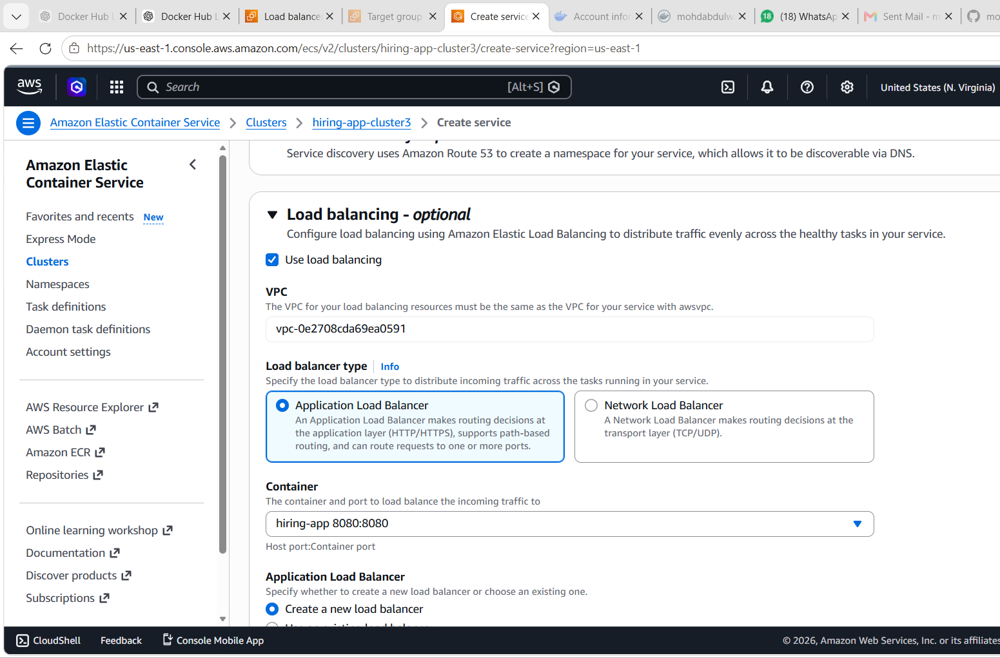 Docker Hub L
Docker Hub L
Load balancer
Target group
Create service
Account infor
mohdabdulw
18
(18) WhatsAp
Sent Mail - m
mo
https://us-east-1.console.aws.amazon.com/ecs/v2/clusters/hiring-app-cluster3/create-service?region=us-east-1
aws
Search
[Alt+S]
United States (N. Virginia)
Amazon Elastic Container Service
Clusters
hiring-app-cluster3
Create service
Amazon Elastic
Container Service
Favorites and recents New
Express Mode
Clusters
Namespaces
Task definitions
Daemon task definitions
Account settings
AWS Resource Explorer
AWS Batch
Amazon ECR
Repositories
Online learning workshop
Documentation
Discover products
Subscriptions
Service discovery uses Amazon Route 53 to create a namespace for your service, which allows it to be discoverable via DNS.
Load balancing - optional
Configure load balancing using Amazon Elastic Load Balancing to distribute traffic evenly across the healthy tasks in your service.
Use load balancing
VPC
The VPC for your load balancing resources must be the same as the VPC for your service with awsvpc.
vpc-0e2708cda69ea0591
Load balancer type Info
Specify the load balancer type to distribute incoming traffic across the tasks running in your service.
Application Load Balancer
An Application Load Balancer makes routing decisions at
the application layer (HTTP/HTTPS), supports path-based
routing, and can route requests to one or more ports.
Network Load Balancer
A Network Load Balancer makes routing decisions at the
transport layer (TCP/UDP).
Container
The container and port to load balance the incoming traffic to
hiring-app 8080:8080
Host port:Container port
Application Load Balancer
Specify whether to create a new load balancer or choose an existing one.
Create a new load balancer
CloudShell
Feedback
Console Mobile App
© 2026, Amazon Web Services, Inc. or its affiliates